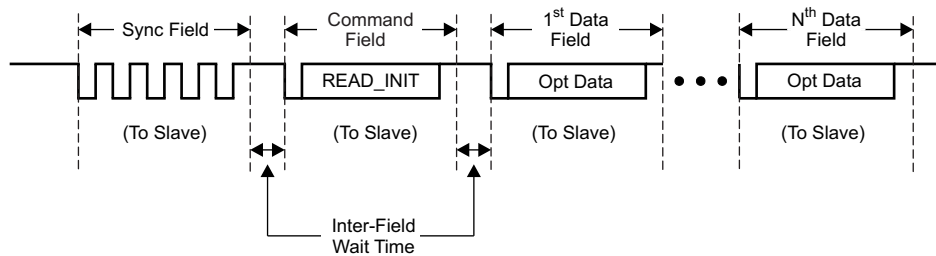 Sync Field
Command
Field
1st Data
Field
Nth Data
Field
READ_INIT
Opt Data
Opt Data
(To Slave)
(To Slave)
(To Slave)
(To Slave)
Inter-Field
Wait Time